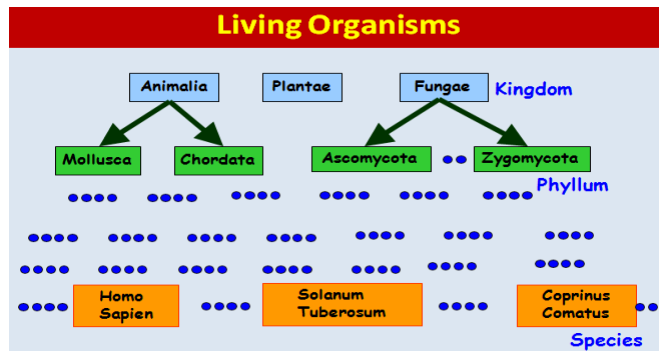 Living Organisms
Animalia
Plantae
Fungae
Kingdom
Mollusca
Chordata
Ascomycota
Zygomycota
Phyllum
Homo
Sapien
Solanum
Tuberosum
Coprinus
Comatus
Species